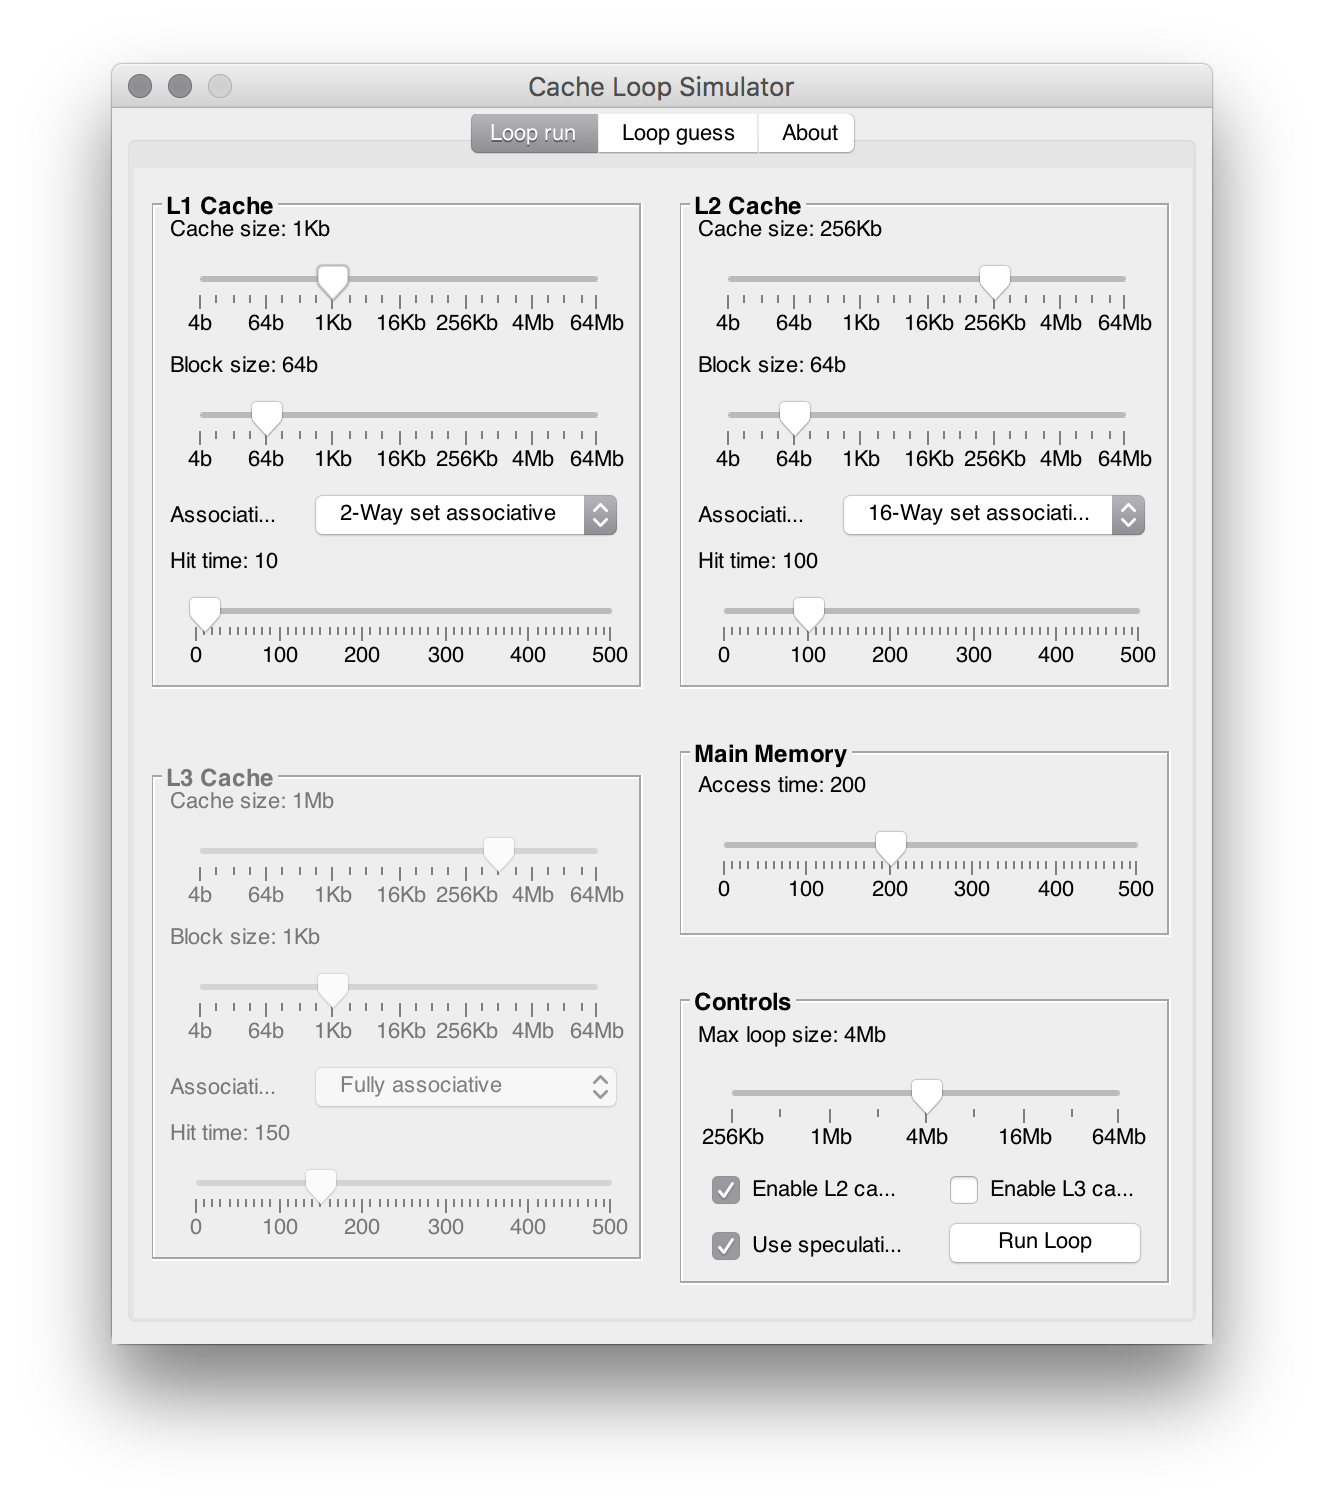 Cache Loop Simulator
Loop run Loop guess About
L1 Cache
Cache size: 1Kb
4b 64b 1Kb 16Kb 256Kb 4Mb 64Mb
Block size: 64b
4b 64b 1Kb 16Kb 256Kb 4Mb 64Mb
Associati... 2-Way set associative
Hit time: 10
0 100 200 300 400 500
L2 Cache
Cache size: 256Kb
4b 64b 1Kb 16Kb 256Kb 4Mb 64Mb
Block size: 64b
4b 64b 1Kb 16Kb 256Kb 4Mb 64Mb
Associati... 16-Way set associati...
Hit time: 100
0 100 200 300 400 500
L3 Cache
Cache size: 1Mb
4b 64b 1Kb 16Kb 256Kb 4Mb 64Mb
Block size: 1Kb
4b 64b 1Kb 16Kb 256Kb 4Mb 64Mb
Associati... Fully associative
Hit time: 150
0 100 200 300 400 500
Main Memory
Access time: 200
0 100 200 300 400 500
Controls
Max loop size: 4Mb
256Kb 1Mb 4Mb 16Mb 64Mb
Enable L2 ca... Enable L3 ca...
Use speculati... Run Loop